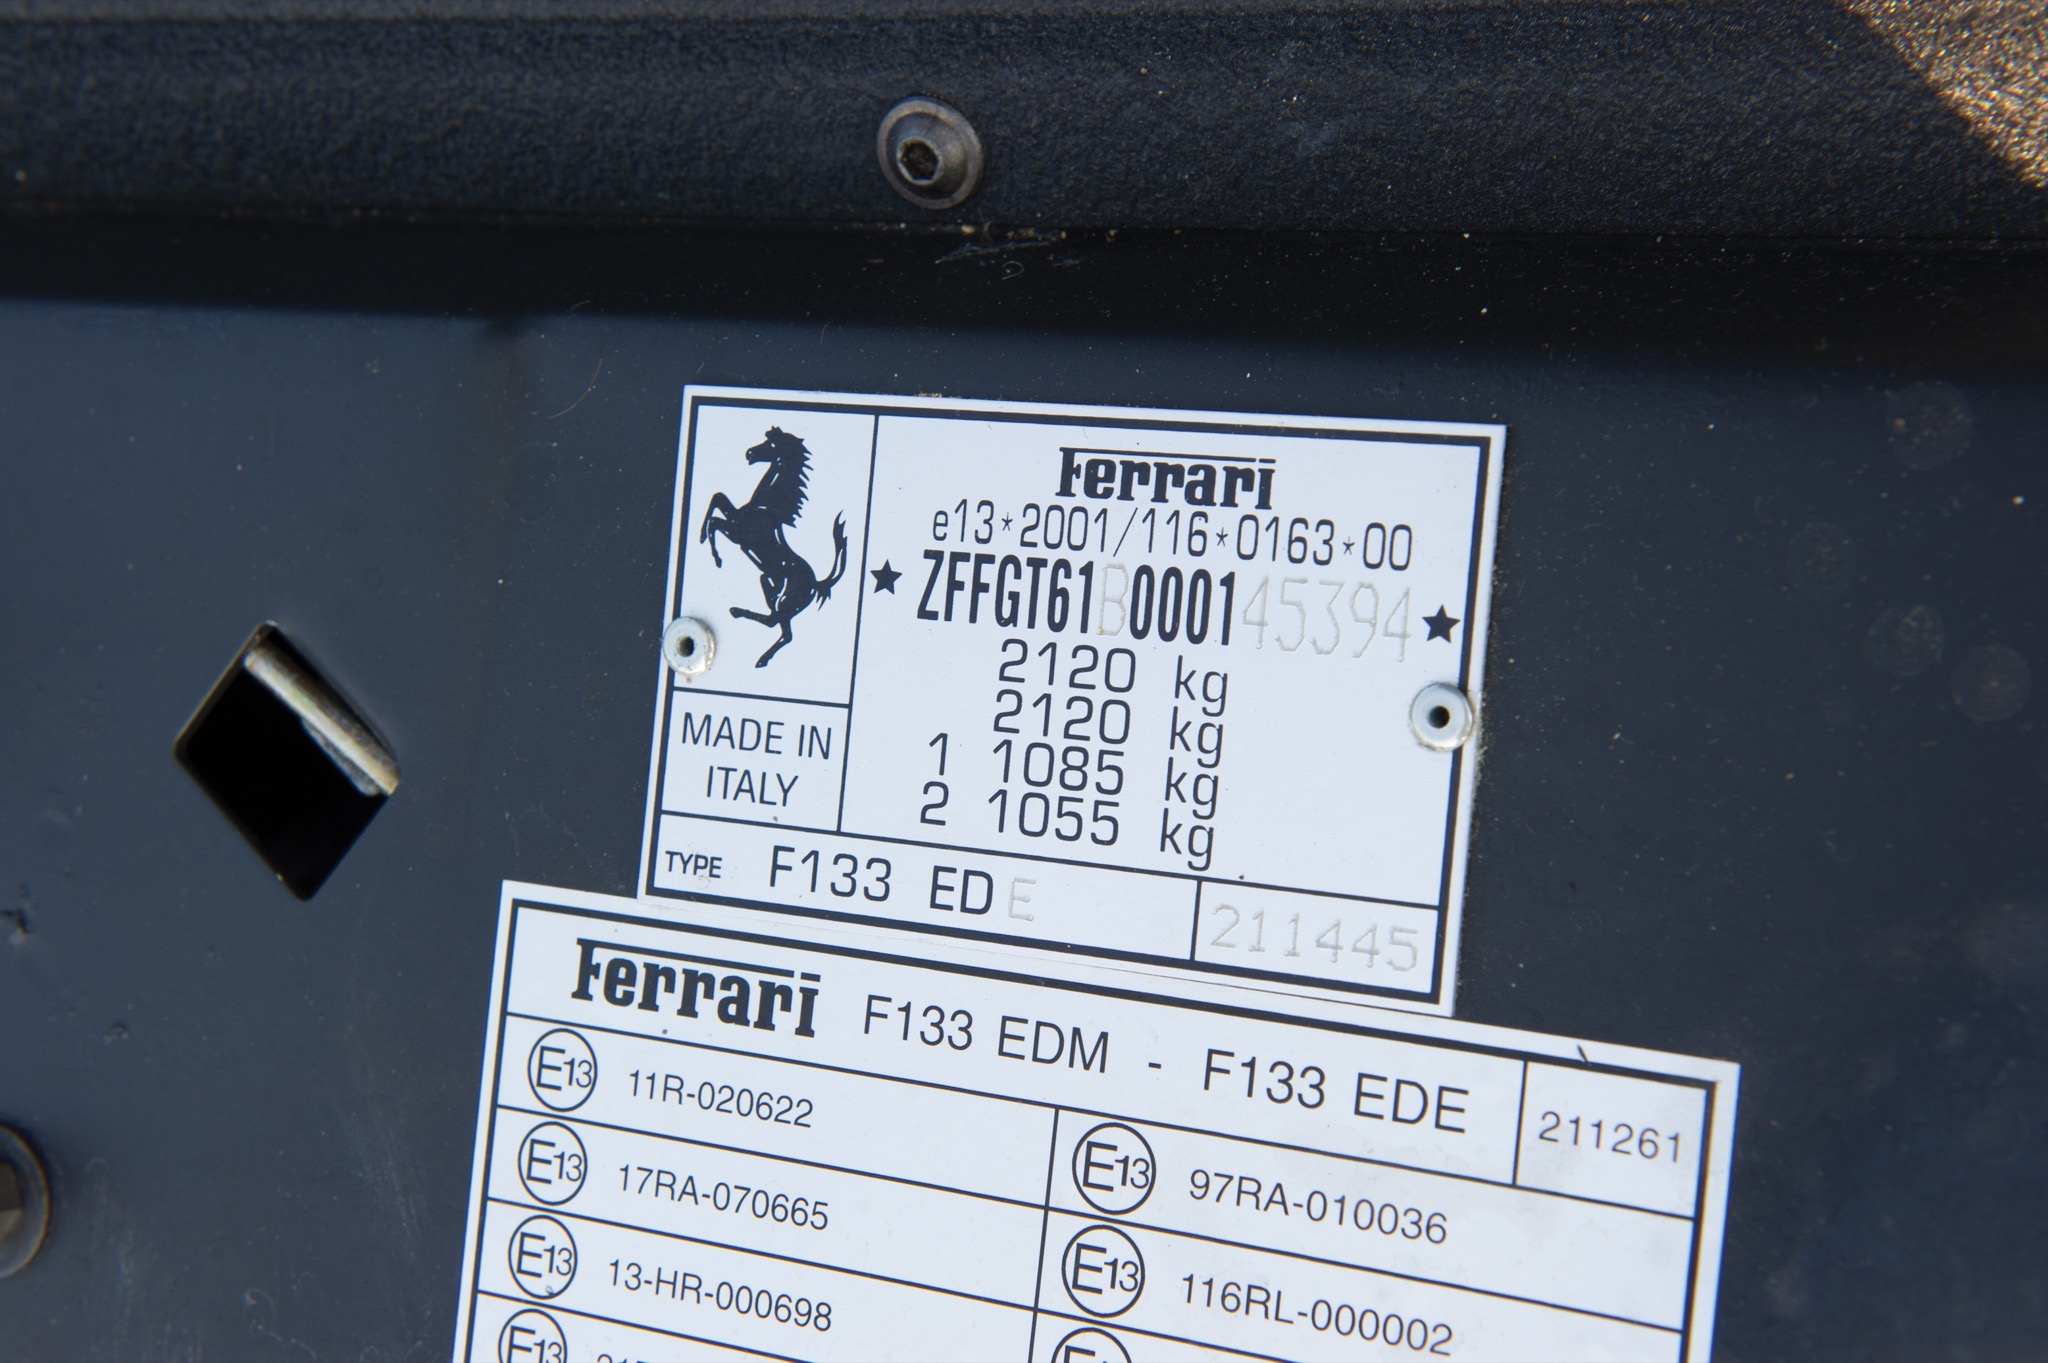 Ferrari
e13*2001/116*0163*00
★ ZFFGT61B000145394 ★
2120 kg
2120 kg
1 1085 kg
2 1055 kg
MADE IN
ITALY
TYPE F133 EDE 211445
Ferrari F133 EDM - F133 EDE 211261
E13 11R-020622
E13 17RA-070665
E13 13-HR-000698
E13
E13 97RA-010036
E13 116RL-000002